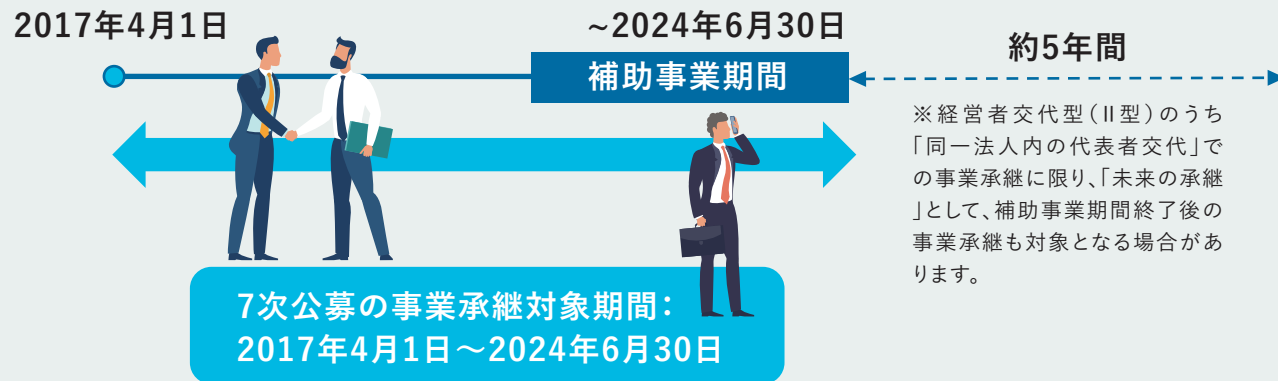 2017年4月1日
~2024年6月30日
補助事業期間
約5年間
※経営者交代型(Ⅱ型)のうち
「同一法人内の代表者交代」で
の事業承継に限り、「未来の承継
」として、補助事業期間終了後の
事業承継も対象となる場合があ
ります。
7次公募の事業承継対象期間：
2017年4月1日～2024年6月30日